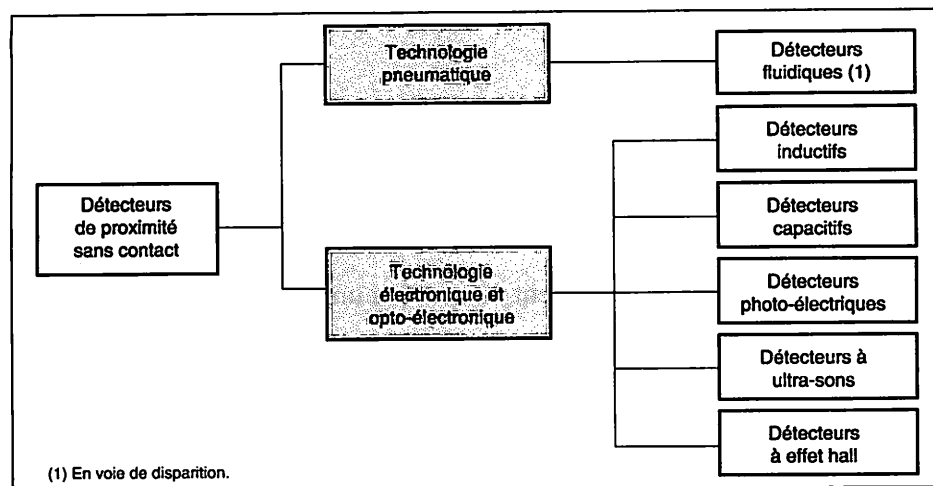 Détecteurs
de proximité
sans contact
Technologie
pneumatique
Détecteurs
fluidiques (1)
Technologie
électronique et
opto-électronique
Détecteurs
inductifs
Détecteurs
capacitifs
Détecteurs
photo-électriques
Détecteurs à
ultra-sons
Détecteurs
à effet hall
(1) En voie de disparition.